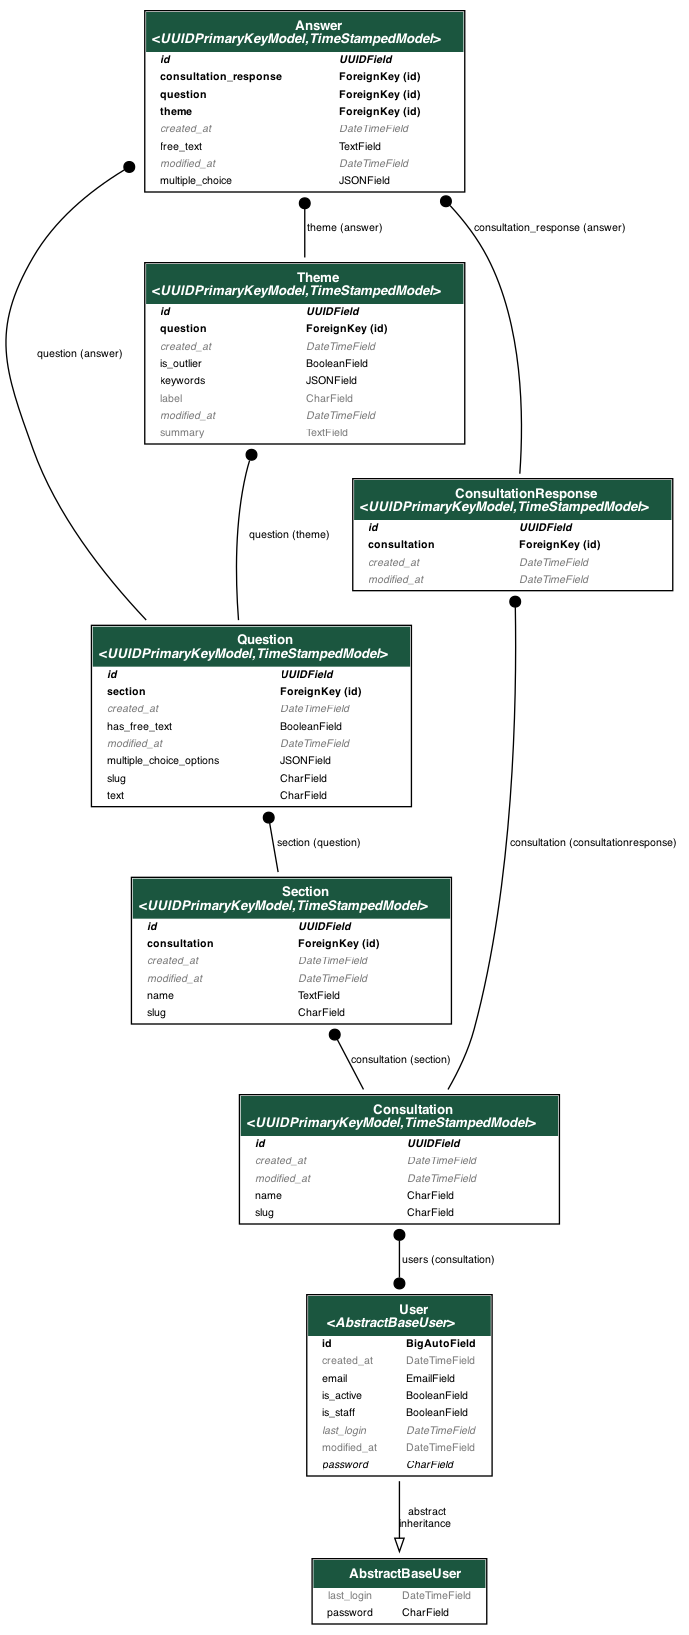 Answer
<UUIDPrimaryKeyModel,TimeStampedModel>
id UUIDField
consultation_response ForeignKey (id)
question ForeignKey (id)
theme ForeignKey (id)
created_at DateTimeField
free_text TextField
modified_at DateTimeField
multiple_choice JSONField
theme (answer)
consultation_response (answer)
Theme
<UUIDPrimaryKeyModel,TimeStampedModel>
id UUIDField
question ForeignKey (id)
created_at DateTimeField
is_outlier BooleanField
keywords JSONField
label CharField
modified_at DateTimeField
summary TextField
question (answer)
question (theme)
ConsultationResponse
<UUIDPrimaryKeyModel,TimeStampedModel>
id UUIDField
consultation ForeignKey (id)
created_at DateTimeField
modified_at DateTimeField
Question
<UUIDPrimaryKeyModel,TimeStampedModel>
id UUIDField
section ForeignKey (id)
created_at DateTimeField
has_free_text BooleanField
modified_at DateTimeField
multiple_choice_options JSONField
slug CharField
text CharField
section (question)
consultation (consultationresponse)
Section
<UUIDPrimaryKeyModel,TimeStampedModel>
id UUIDField
consultation ForeignKey (id)
created_at DateTimeField
modified_at DateTimeField
name TextField
slug CharField
consultation (section)
Consultation
<UUIDPrimaryKeyModel,TimeStampedModel>
id UUIDField
created_at DateTimeField
modified_at DateTimeField
name CharField
slug CharField
users (consultation)
User
<AbstractBaseUser>
id BigAutoField
created_at DateTimeField
email EmailField
is_active BooleanField
is_staff BooleanField
last_login DateTimeField
modified_at DateTimeField
password CharField
abstract
inheritance
AbstractBaseUser
last_login DateTimeField
password CharField